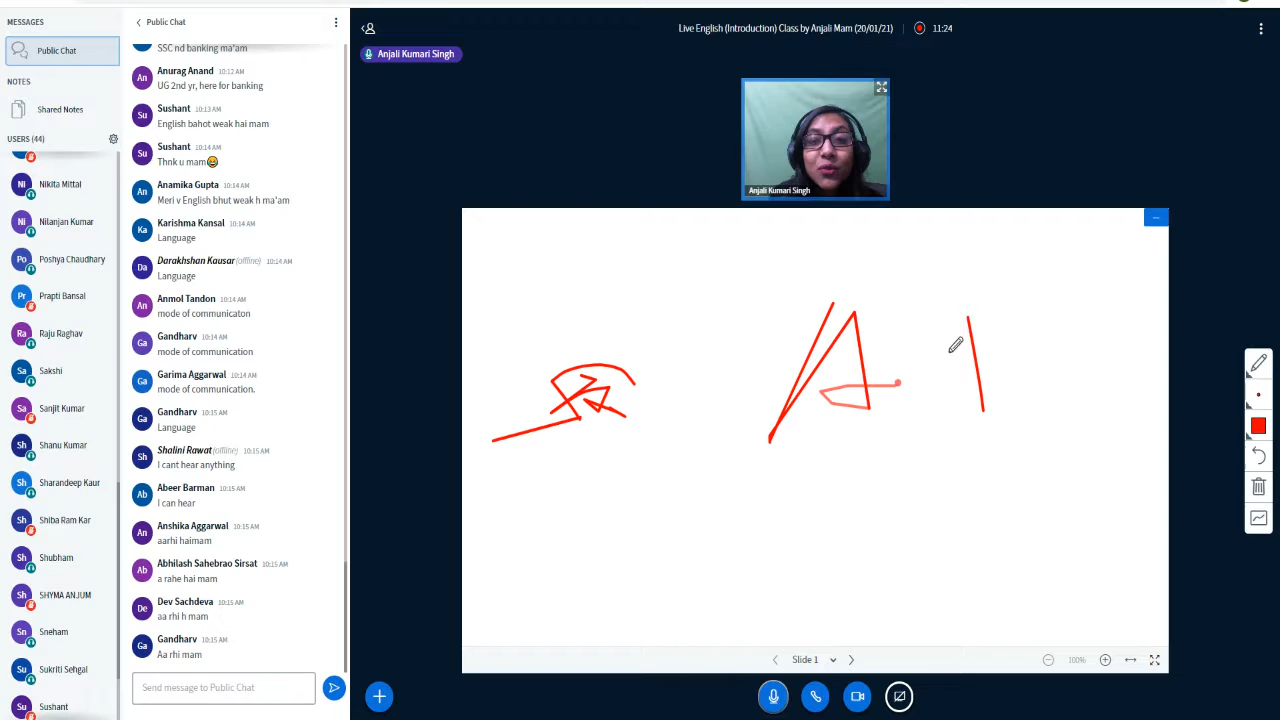 MESSAGES
Public Chat
NOTES
Shared Notes
USERS (44)
Nikita Mittal
Nilanjan Kumar
Poshya Chaudhary
Prapti Bansal
Raju Raghav
Sakshi
Sanjit Kumar
Shanu Kumar
Sharandeep Kaur
Shiba Ram Kar
Shubham
SHYMA ANJUM
Sneham
Sukriti Sehgal
Sushant
Public Chat
SSC nd banking ma'am
Anurag Anand 10:12 AM
UG 2nd yr, here for banking
Sushant 10:13 AM
English bahot weak hai mam
Sushant 10:14 AM
Thnk u mam😂
Anamika Gupta 10:14 AM
Meri v English bhut weak h ma'am
Karishma Kansal 10:14 AM
Language
Darakhshan Kausar (offline) 10:14 AM
Language
Anmol Tandon 10:14 AM
mode of communicaton
Gandharv 10:14 AM
mode of communication
Garima Aggarwal 10:14 AM
mode of communication.
Gandharv 10:15 AM
Language
Shalini Rawat (offline) 10:15 AM
I cant hear anything
Abeer Barman 10:15 AM
I can hear
Anshika Aggarwal 10:15 AM
aarhi haimam
Abhilash Sahebrao Sirsat 10:15 AM
a rahe hai mam
Dev Sachdeva 10:15 AM
aa rhi h mam
Gandharv 10:15 AM
Aa rhi mam
Send message to Public Chat
Live English (Introduction) Class by Anjali Mam (20/01/21) 11:24
Anjali Kumari Singh
Anjali Kumari Singh
A
Slide 1
100%